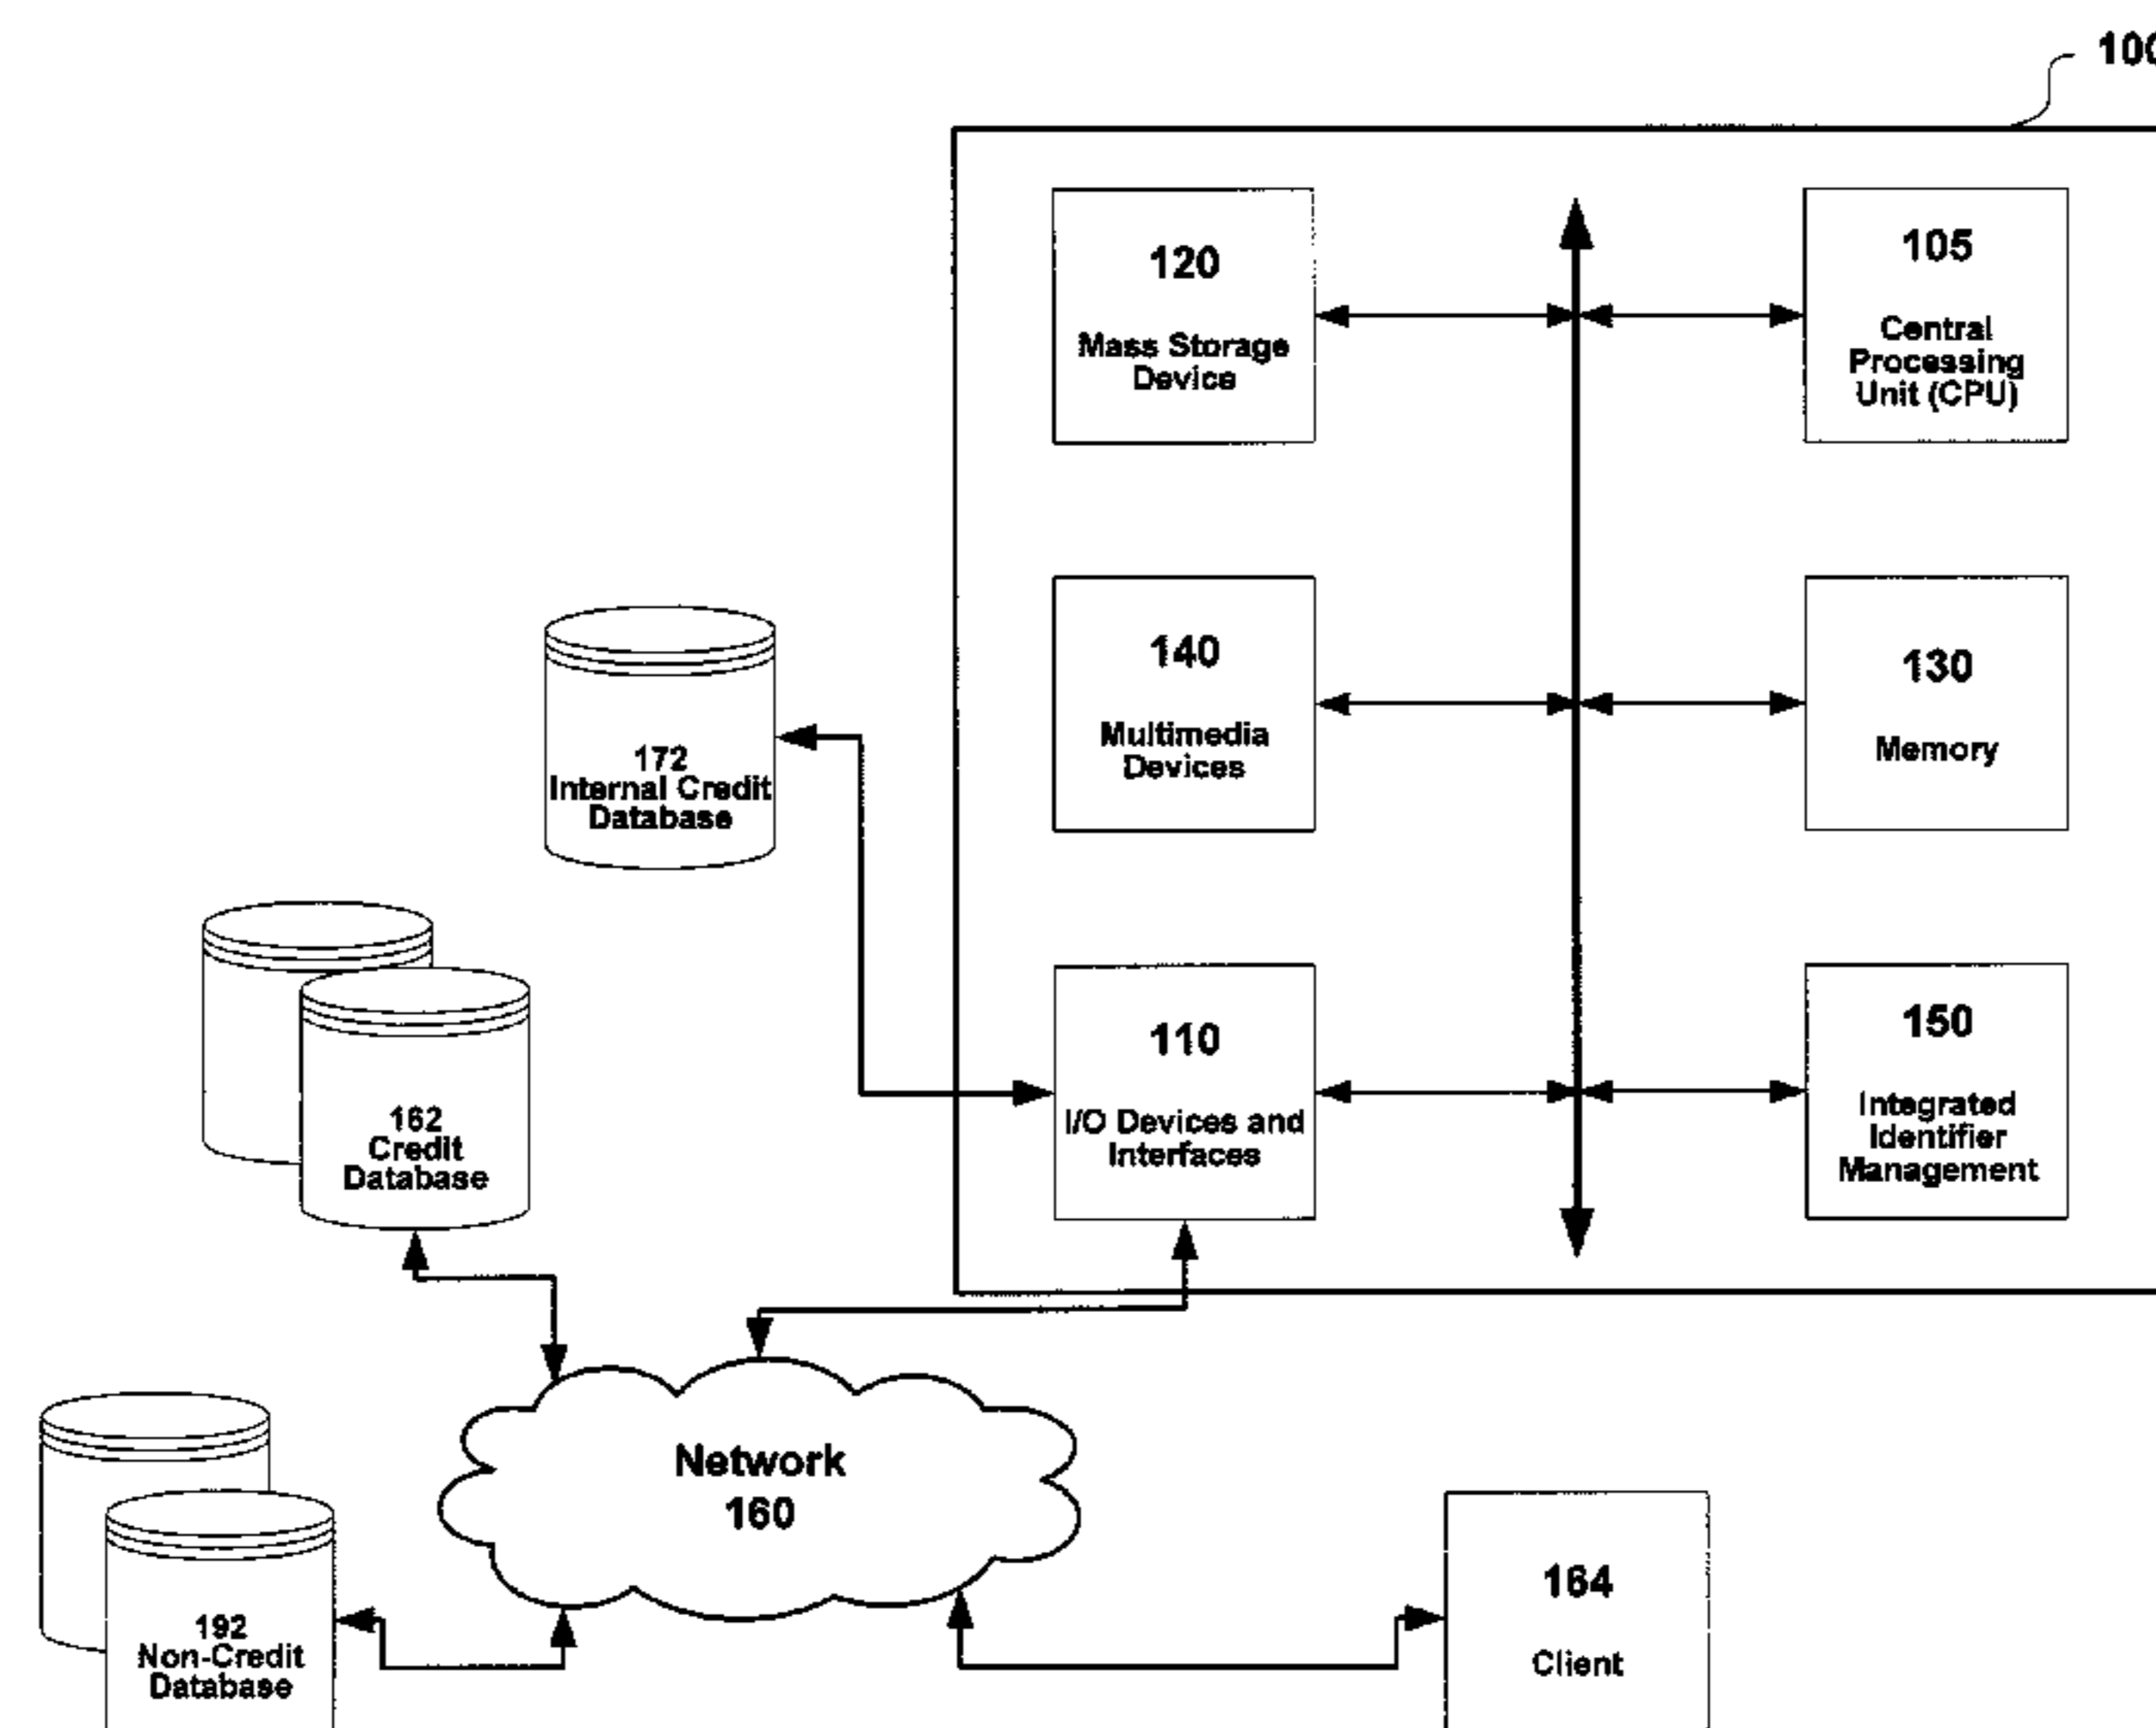 100
120
Mass Storage
Device
105
Central
Processing
Unit (CPU)
140
Multimedia
Devices
130
Memory
172
Internal Credit
Database
110
I/O Devices and
Interfaces
150
Integrated
Identifier
Management
162
Credit
Database
Network
160
192
Non-Credit
Database
164
Client